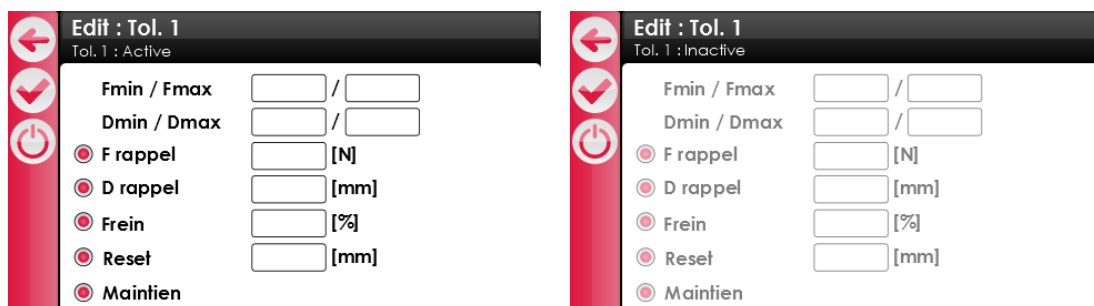 Edit : Tol. 1
Tol. 1 : Active
Fmin / Fmax /
Dmin / Dmax /
F rappel [N]
D rappel [mm]
Frein [%]
Reset [mm]
Maintien
Edit : Tol. 1
Tol. 1 : Inactive
Fmin / Fmax /
Dmin / Dmax /
F rappel [N]
D rappel [mm]
Frein [%]
Reset [mm]
Maintien